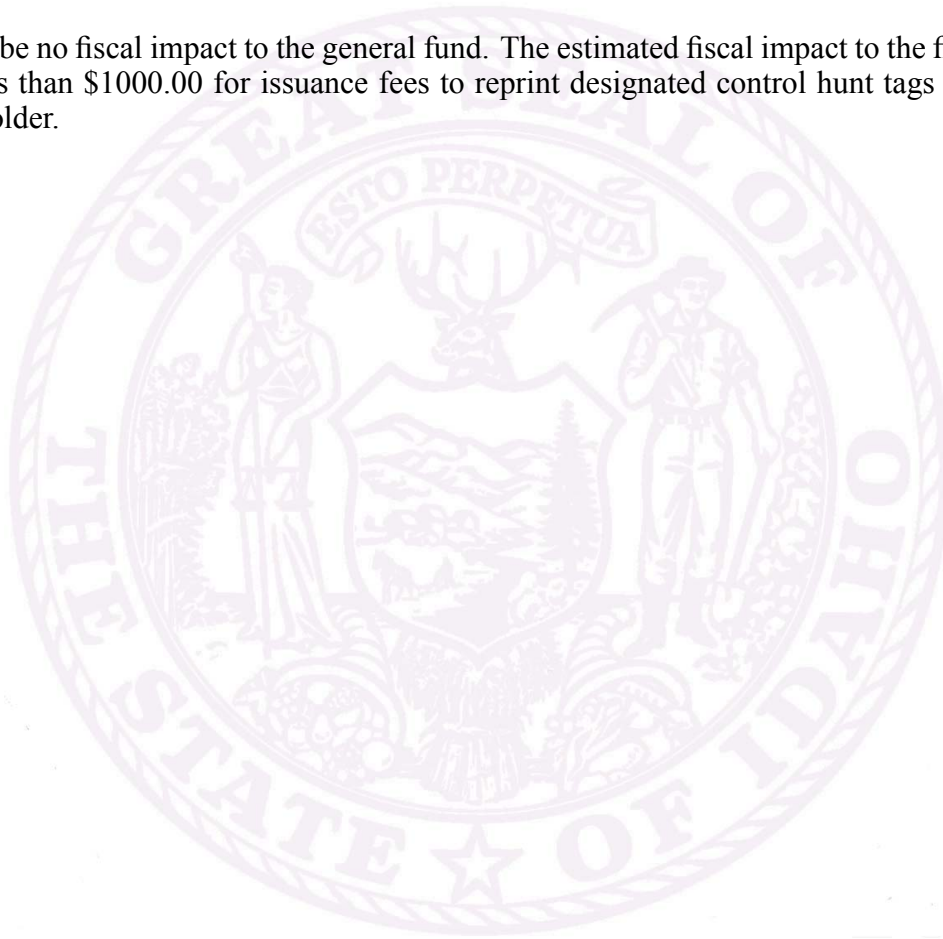 be no fiscal impact to the general fund. The estimated fiscal impact to the f
s than $1000.00 for issuance fees to reprint designated control hunt tags
older.
GREAT SEAL OF
ESTO PERPETUA
THE STATE OF IDAHO